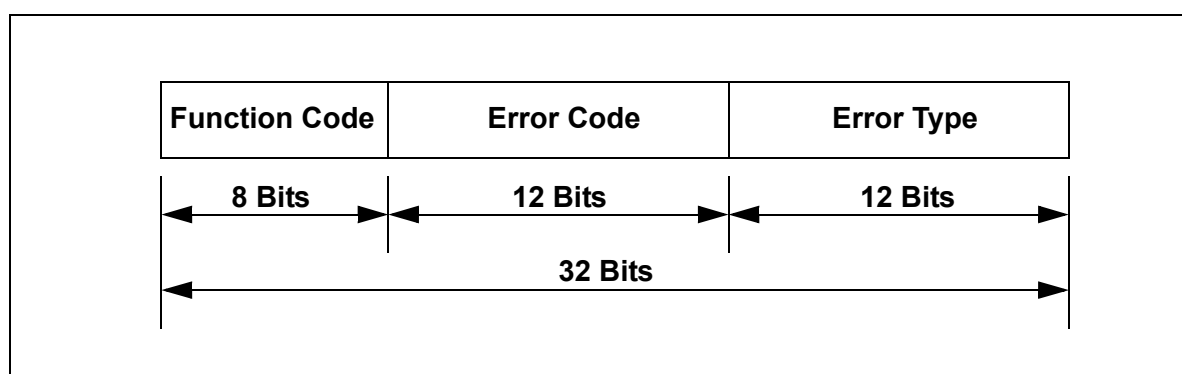 Function Code Error Code Error Type
8 Bits 12 Bits 12 Bits
32 Bits